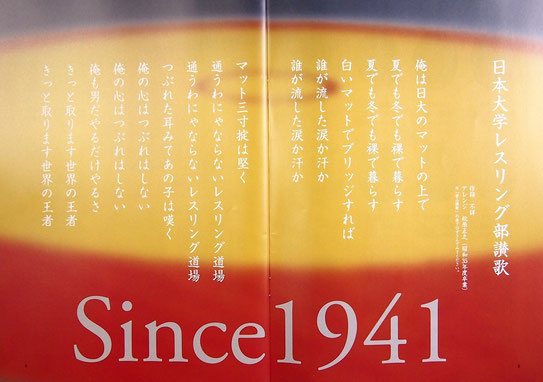 日本大学レスリング部讃歌
俺は日大のマットの上で
夏でも冬でも裸で暮らす
夏でも冬でも裸で暮らす
白いマットでブリッジすれば
誰が流した涙か汗か
誰が流した涙か汗か
マット三寸掟は堅く
通うわにゃならないレスリング道場
通うわにゃならないレスリング道場
つぶれた耳みてあの子は嘆く
俺の心はつぶれはしない
俺の心はつぶれはしない
俺も男だやるだけやるさ
きっと取ります世界の王者
きっと取ります世界の王者
Since1941